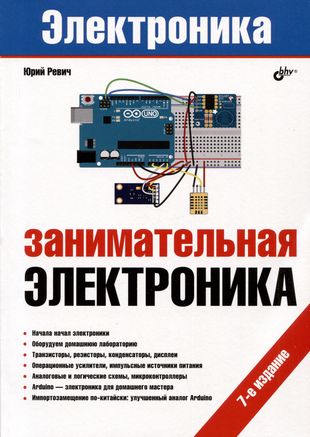 Электроника
Юрий Ревич
bhv®
ARDUINO
UNO
занимательная
ЭЛЕКТРОНИКА
Начала начал электроники
Оборудуем домашнюю лабораторию
Транзисторы, резисторы, конденсаторы, дисплеи
Операционные усилители, импульсные источники питания
Аналоговые и логические схемы, микроконтроллеры
Arduino — электроника для домашнего мастера
Импортозамещение по-китайски: улучшенный аналог Arduino
7-е издание